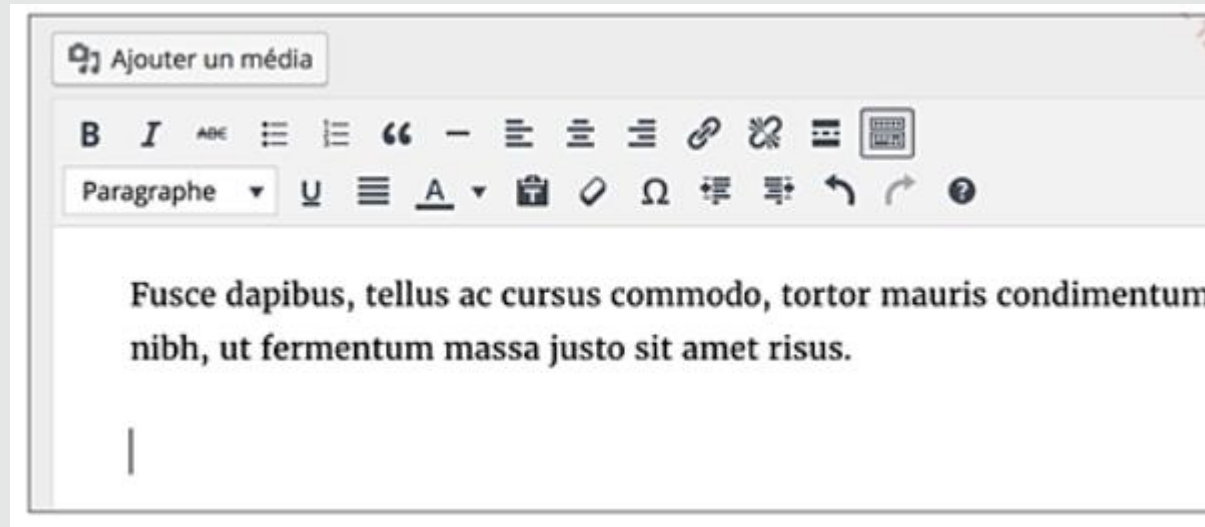 Ajouter un média
B I ABC
Paragraphe U A T Ω ?
Fusce dapibus, tellus ac cursus commodo, tortor mauris condimentum
nibh, ut fermentum massa justo sit amet risus.